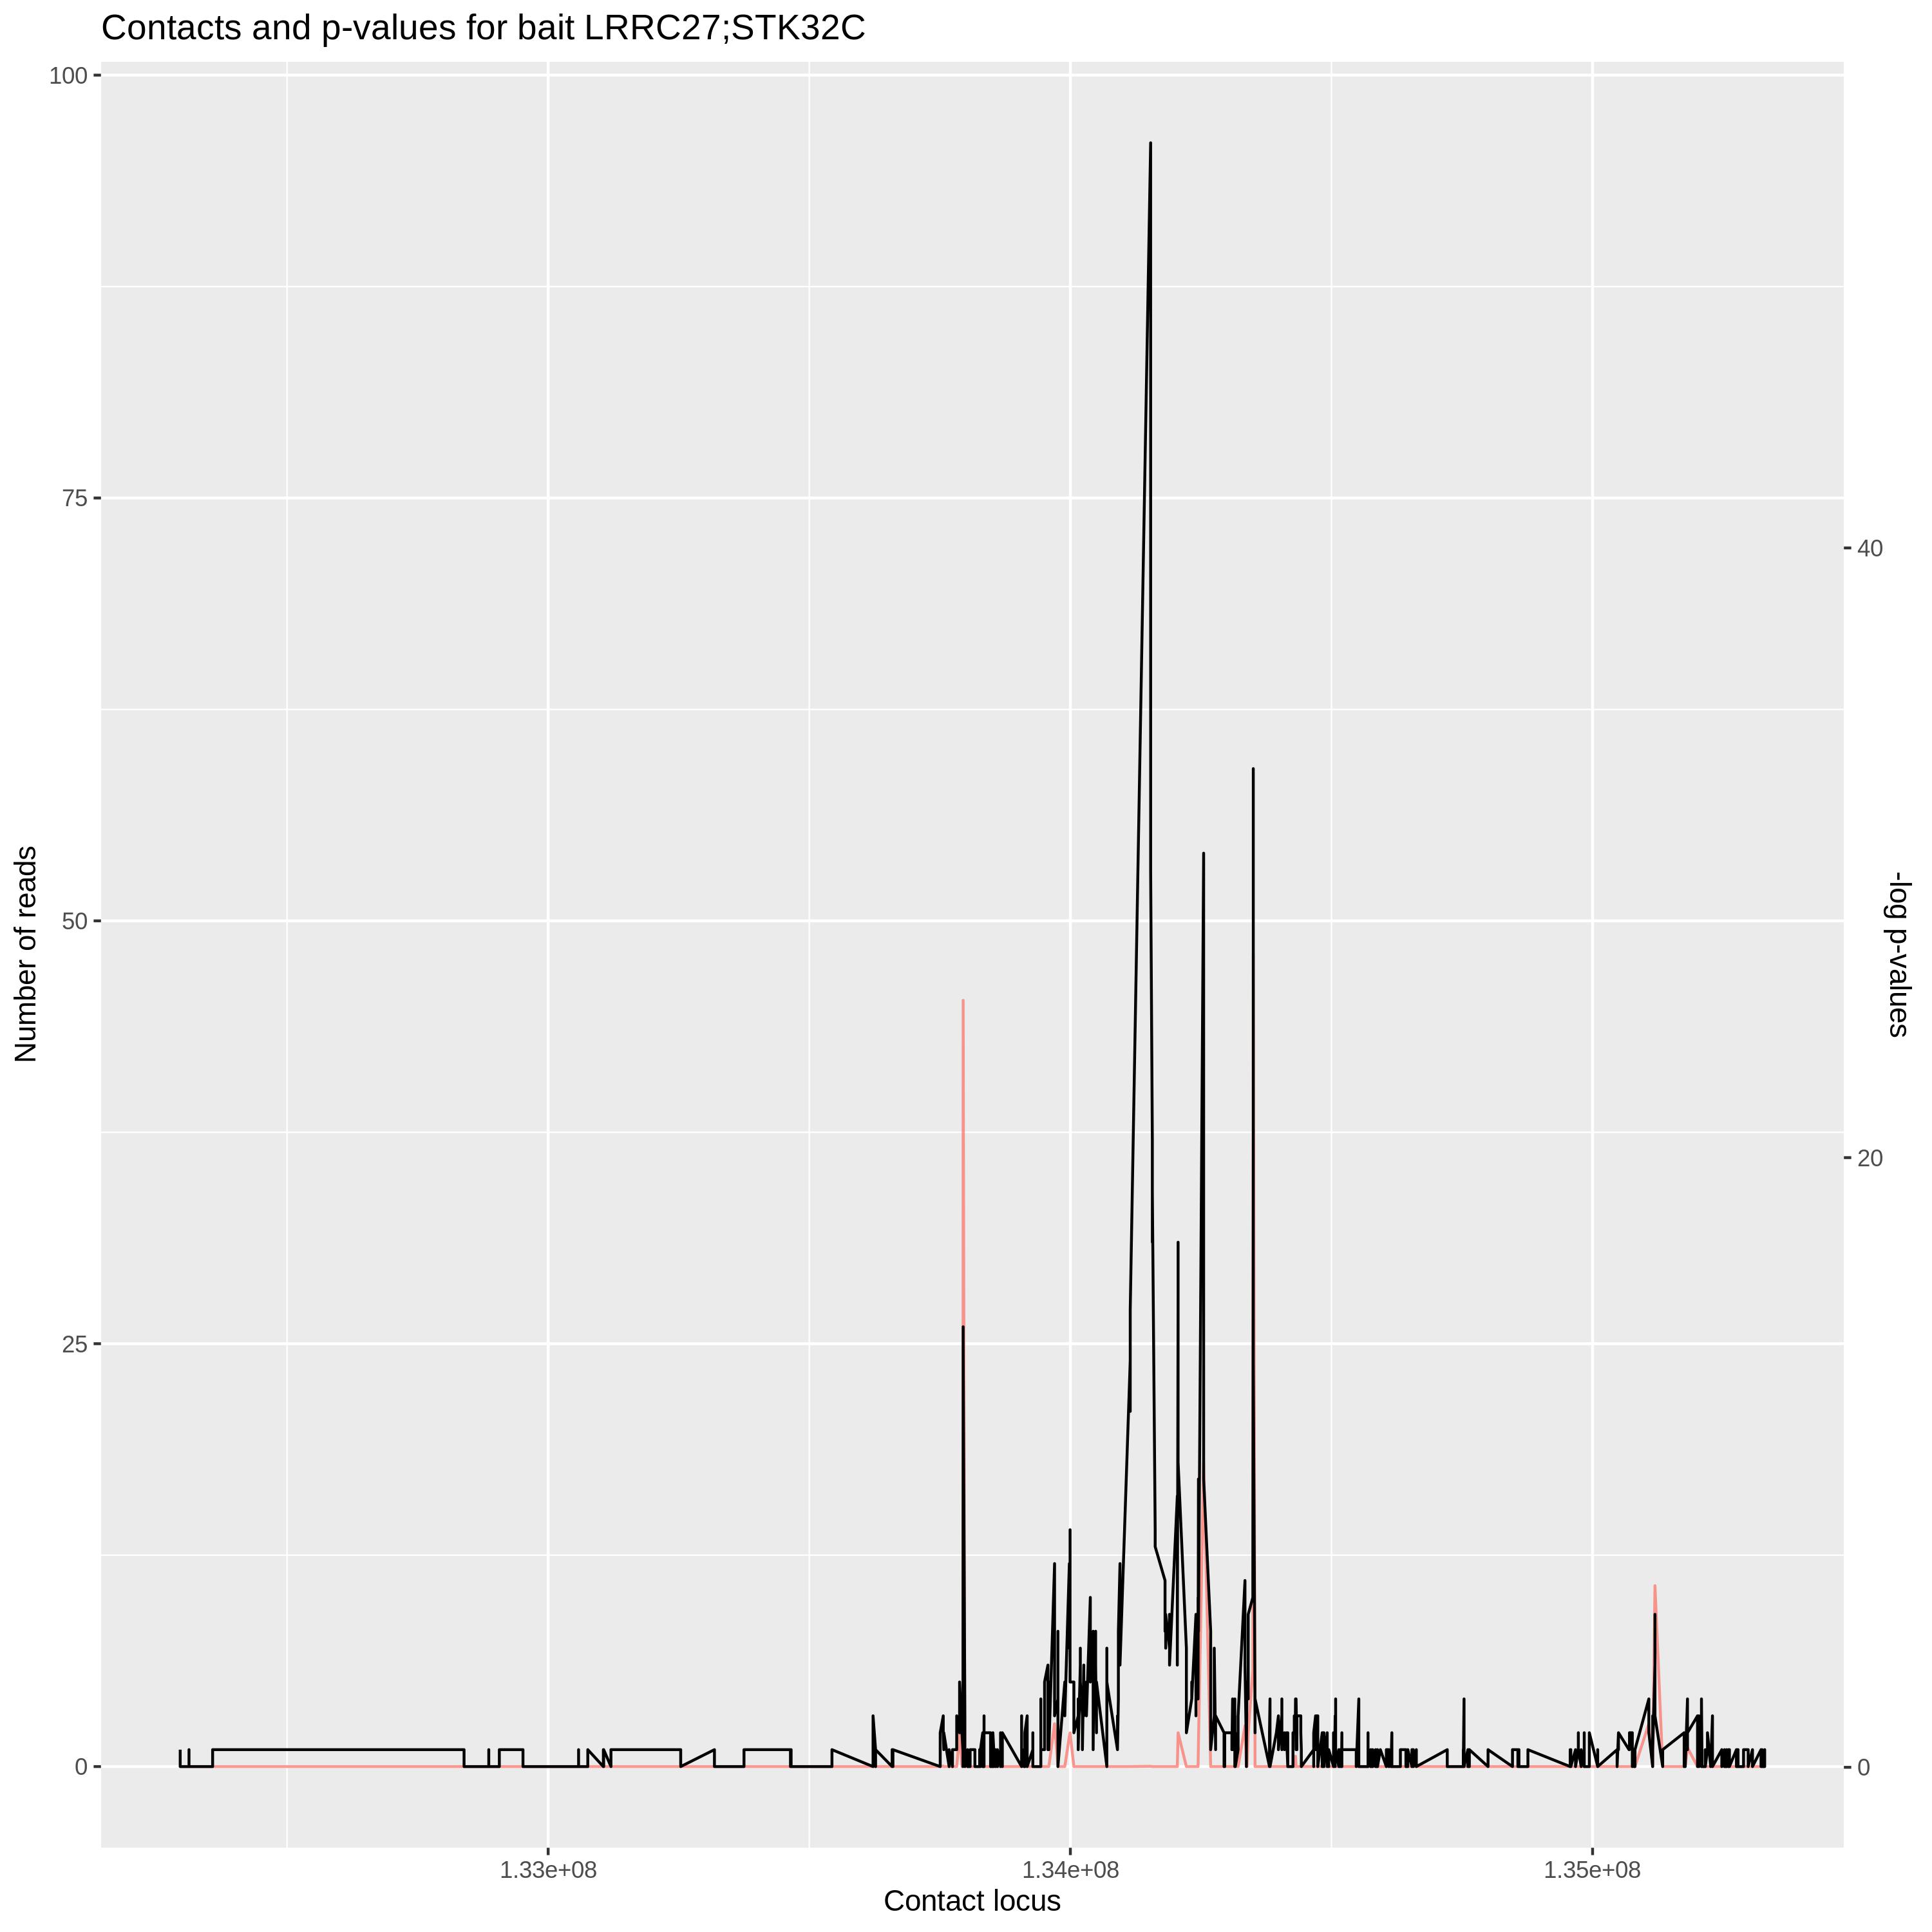 Contacts and p-values for bait LRRC27;STK32C
100
75
50
25
0
Number of reads
40
20
0
-log p-values
1.33e+08
1.34e+08
1.35e+08
Contact locus